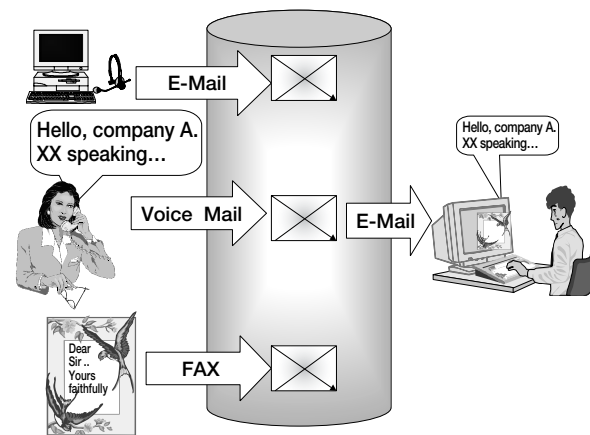 E-Mail
Hello, company A.
XX speaking…
Voice Mail
E-Mail
Hello, company A.
XX speaking…
Dear
Sir ..
Yours
faithfully
FAX